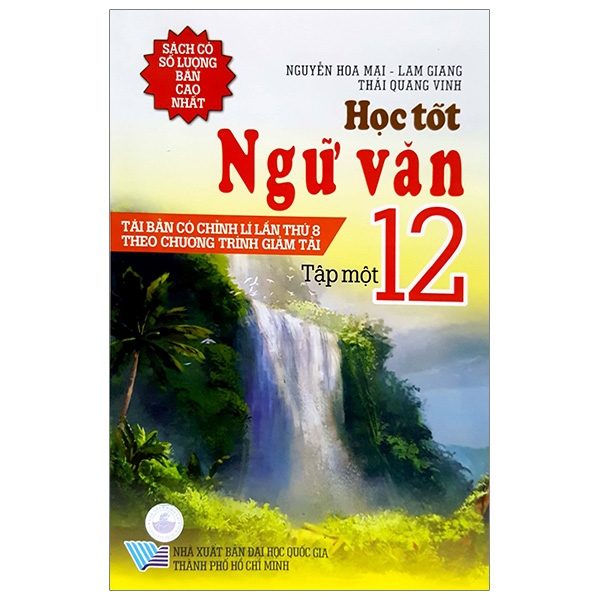 SÁCH CÓ
SỐ LƯỢNG
BÁN
CAO
NHẤT
NGUYỄN HOA MAI - LAM GIANG
THÁI QUANG VINH
Học tốt
Ngữ văn
12
TÁI BẢN CÓ CHỈNH LÍ LẦN THỨ 8
THEO CHƯƠNG TRÌNH GIẢM TẢI
Tập một
NHÀ XUẤT BẢN ĐẠI HỌC QUỐC GIA
THÀNH PHỐ HỒ CHÍ MINH